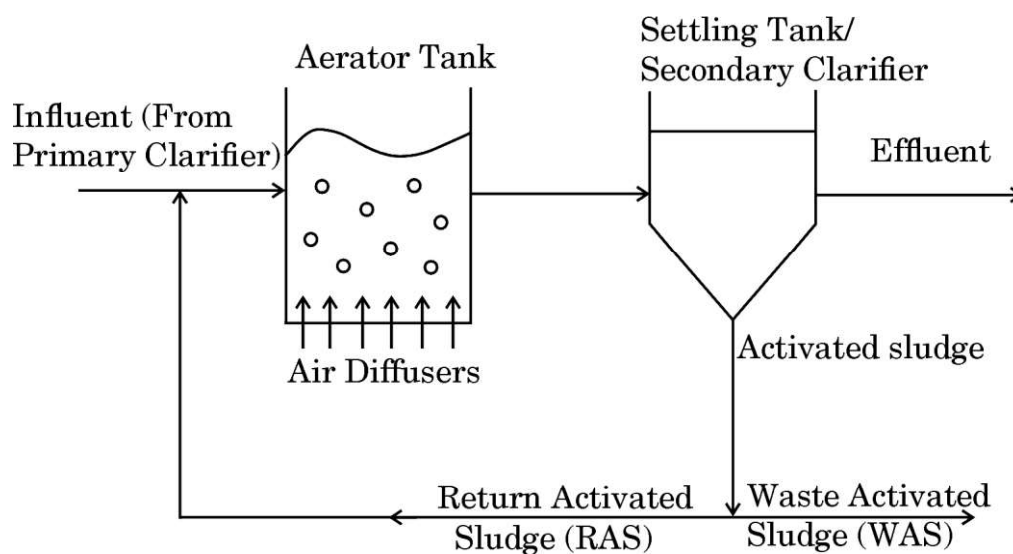 Aerator Tank
Settling Tank/
Secondary Clarifier
Influent (From
Primary Clarifier)
Effluent
Air Diffusers
Activated sludge
Return Activated
Sludge (RAS)
Waste Activated
Sludge (WAS)